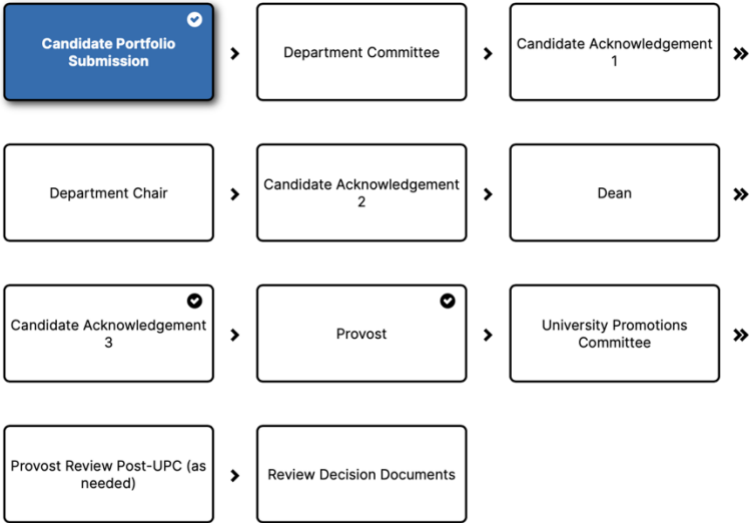 Candidate Portfolio
Submission
Department Committee
Candidate Acknowledgement
1
Department Chair
Candidate Acknowledgement
2
Dean
Candidate Acknowledgement
3
Provost
University Promotions
Committee
Provost Review Post-UPC (as
needed)
Review Decision Documents